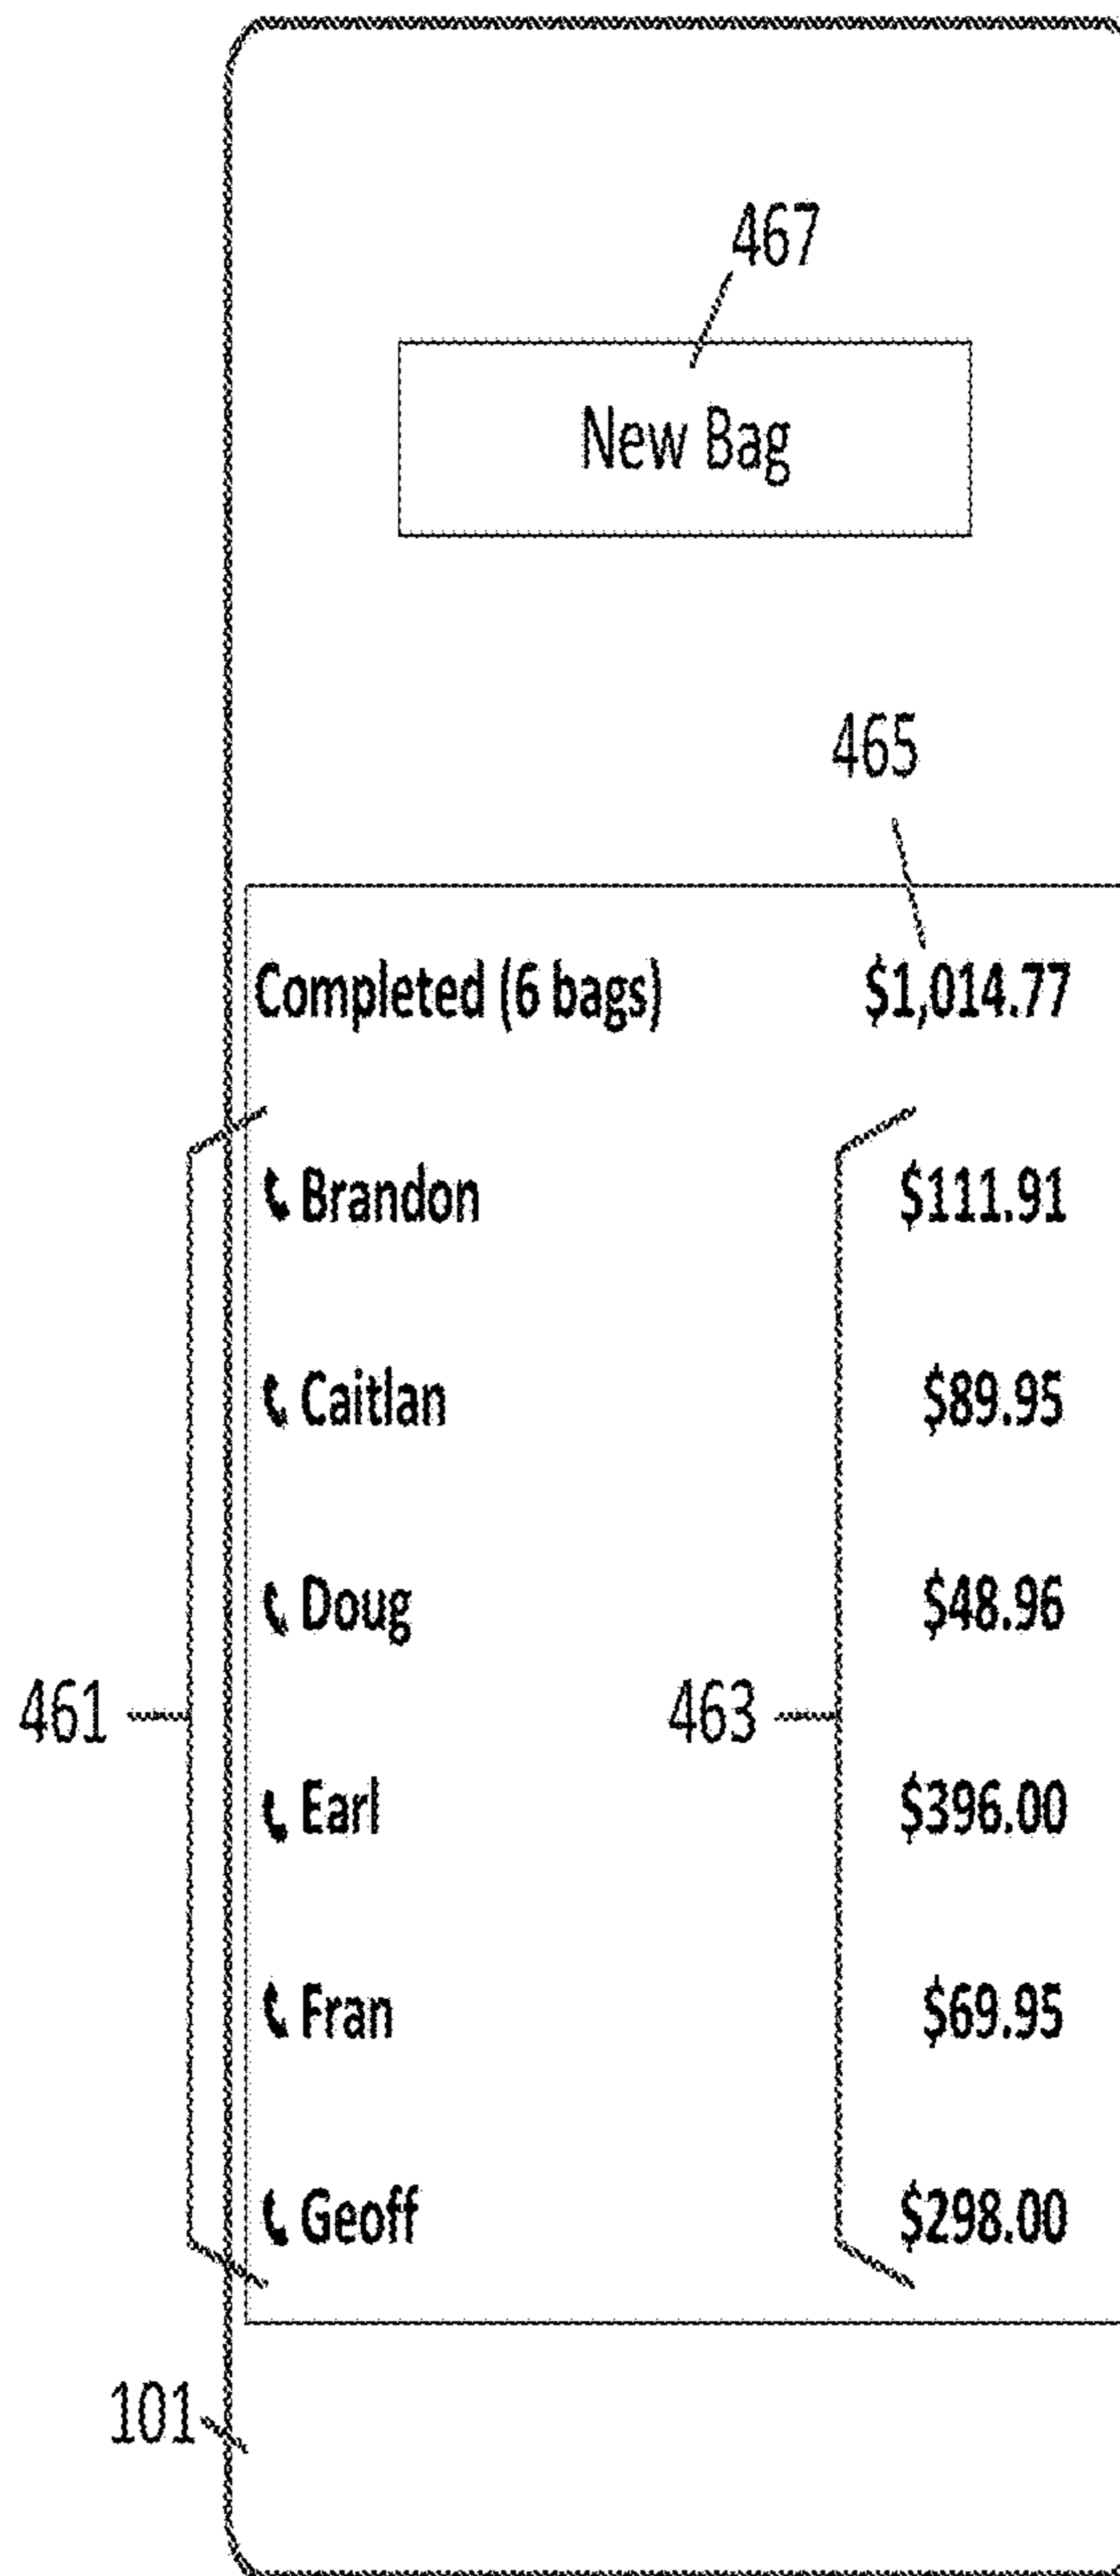 467
New Bag
465
Completed (6 bags) $1,014.77
Brandon $111.91
Caitlan $89.95
Doug $48.96
461 463
Earl $396.00
Fran $69.95
Geoff $298.00
101